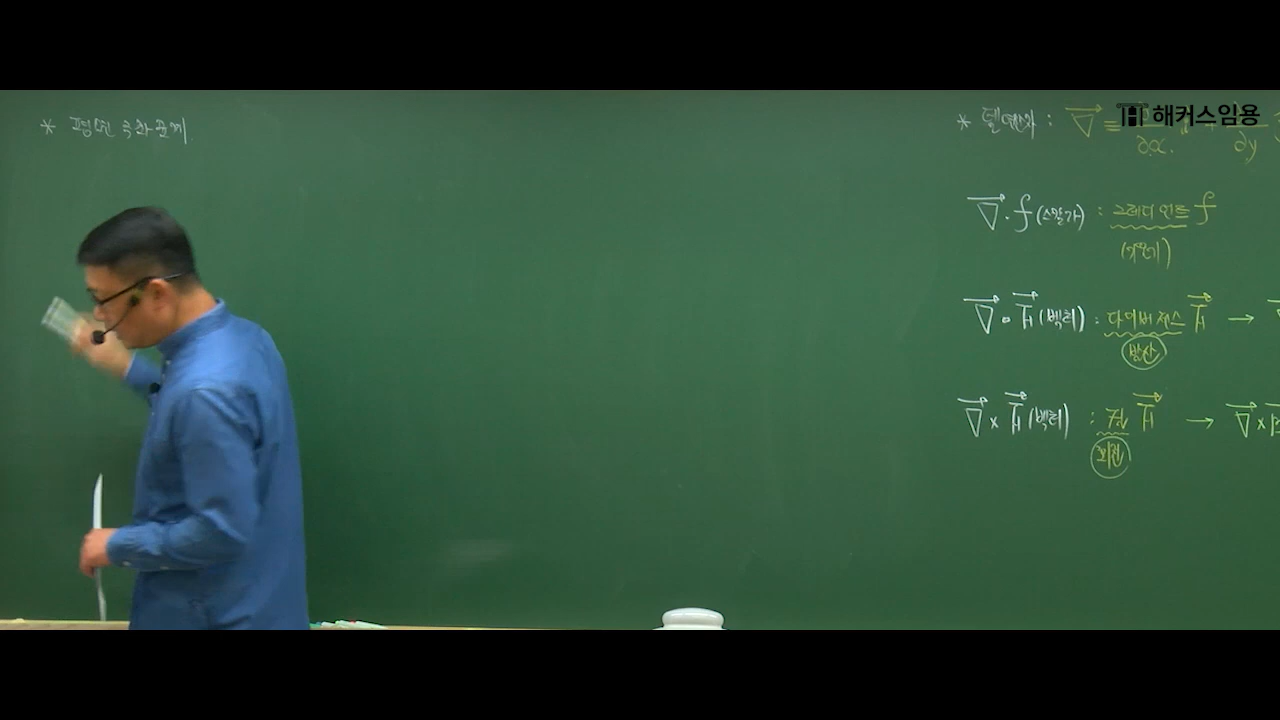 * 평면 극좌표계
해커스임용
* 델연산자 : ∇⃗ ≡ ∂x ∂y
∇⃗ · f (스칼라) : 그레디언트 f
(기울기)
∇⃗ · A⃗ (벡터) : 다이버전스 A⃗ →
발산
∇⃗ × A⃗ (벡터) : 컬 A⃗ → ∇⃗ ×
회전